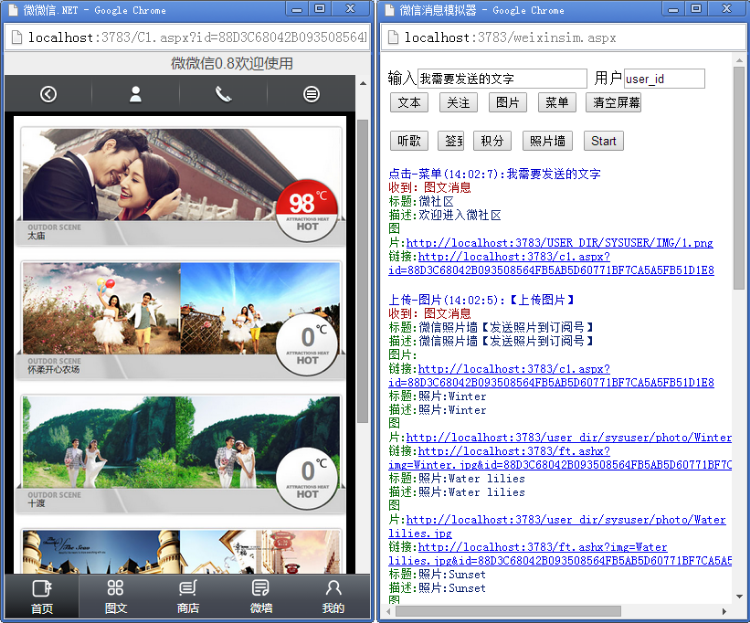 微微信.NET - Google Chrome
localhost:3783/C1.aspx?id=88D3C68042B093508564
微微信0.8欢迎使用
98℃
ATTRACTIONS HEAT
HOT
OUTDOR SCENE
太庙
0℃
ATTRACTIONS HEAT
HOT
OUTDOR SCENE
怀柔开心农场
0℃
ATTRACTIONS HEAT
HOT
OUTDOR SCENE
十渡
首页
图文
商店
微墙
我的
微信消息模拟器 - Google Chrome
localhost:3783/weixinsim.aspx
输入 我需要发送的文字 用户 user_id
文本 关注 图片 菜单 清空屏幕
听歌 签到 积分 照片墙 Start
点击-菜单(14:02:7):我需要发送的文字
收到: 图文消息
标题:微社区
描述:欢迎进入微社区
图
片:http://localhost:3783/USER_DIR/SYSUSER/IMG/1.png
链接:http://localhost:3783/c1.aspx?
id=88D3C68042B093508564FB5AB5D60771BF7CA5A5FB51D1E8
上传-图片(14:02:5):【上传图片】
收到: 图文消息
标题:微信照片墙【发送照片到订阅号】
描述:微信照片墙【发送照片到订阅号】
图片:
链接:http://localhost:3783/c1.aspx?
id=88D3C68042B093508564FB5AB5D60771BF7CA5A5FB51D1E8
标题:照片:Winter
描述:照片:Winter
图
片:http://localhost:3783/user_dir/sysuser/photo/Winter
链接:http://localhost:3783/ft.ashx?
img=Winter.jpg&id=88D3C68042B093508564FB5AB5D60771BF7C
标题:照片:Water lilies
描述:照片:Water lilies
图
片:http://localhost:3783/user_dir/sysuser/photo/Water
lilies.jpg
链接:http://localhost:3783/ft.ashx?img=Water
lilies.jpg&id=88D3C68042B093508564FB5AB5D60771BF7CA5A5
标题:照片:Sunset
描述:照片:Sunset
图